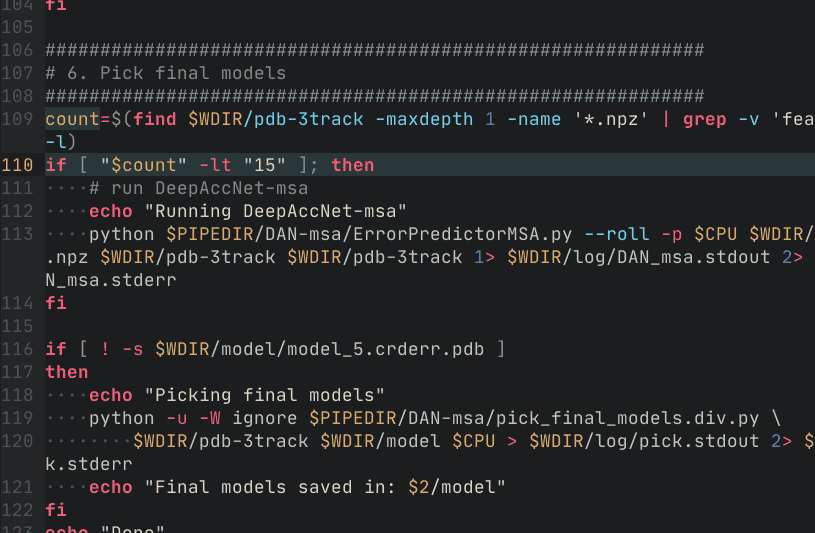 104 fi
105
106 ############################################################
107 # 6. Pick final models
108 ############################################################
109 count=$(find $WDIR/pdb-3track -maxdepth 1 -name '*.npz' | grep -v 'fea
-l)
110 if [ "$count" -lt "15" ]; then
111 ····# run DeepAccNet-msa
112 ····echo "Running DeepAccNet-msa"
113 ····python $PIPEDIR/DAN-msa/ErrorPredictorMSA.py --roll -p $CPU $WDIR/
.npz $WDIR/pdb-3track $WDIR/pdb-3track 1> $WDIR/log/DAN_msa.stdout 2>
N_msa.stderr
114 fi
115
116 if [ ! -s $WDIR/model/model_5.crderr.pdb ]
117 then
118 ····echo "Picking final models"
119 ····python -u -W ignore $PIPEDIR/DAN-msa/pick_final_models.div.py \
120 ········$WDIR/pdb-3track $WDIR/model $CPU > $WDIR/log/pick.stdout 2> $
k.stderr
121 ····echo "Final models saved in: $2/model"
122 fi
123 echo "Done"